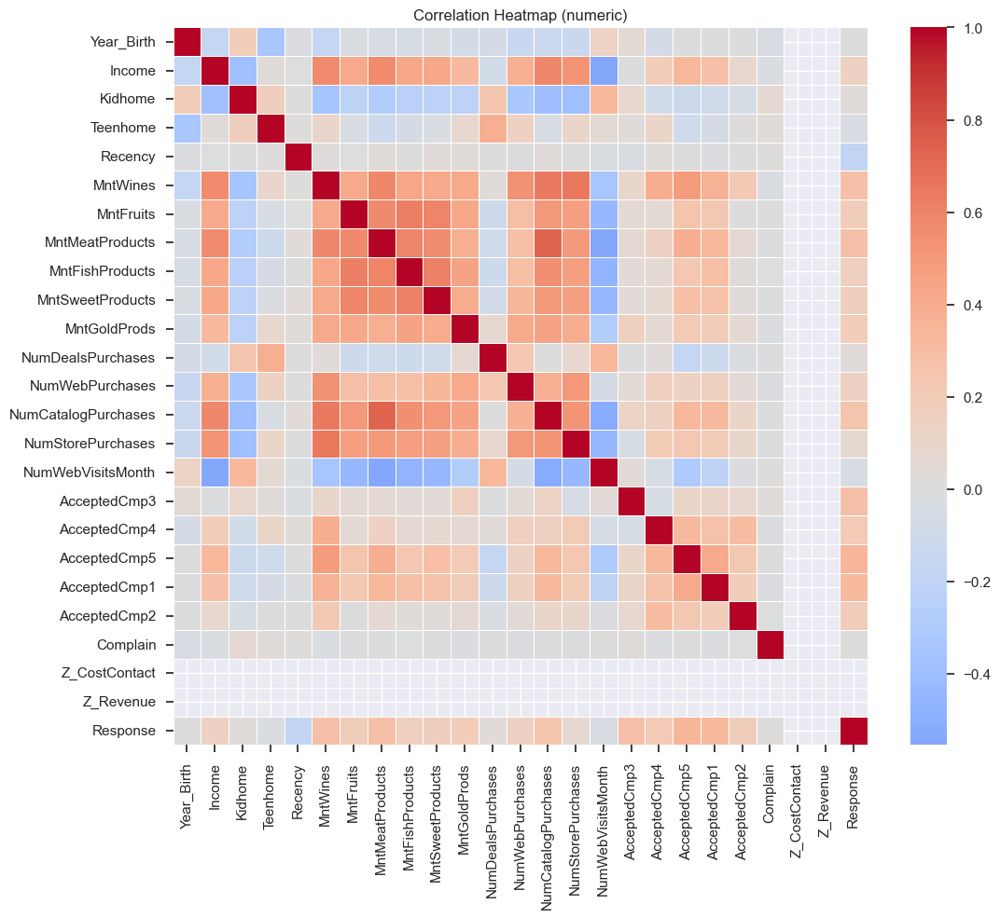 Correlation Heatmap (numeric)
Year_Birth
Income
Kidhome
Teenhome
Recency
MntWines
MntFruits
MntMeatProducts
MntFishProducts
MntSweetProducts
MntGoldProds
NumDealsPurchases
NumWebPurchases
NumCatalogPurchases
NumStorePurchases
NumWebVisitsMonth
AcceptedCmp3
AcceptedCmp4
AcceptedCmp5
AcceptedCmp1
AcceptedCmp2
Complain
Z_CostContact
Z_Revenue
Response
Year_Birth
Income
Kidhome
Teenhome
Recency
MntWines
MntFruits
MntMeatProducts
MntFishProducts
MntSweetProducts
MntGoldProds
NumDealsPurchases
NumWebPurchases
NumCatalogPurchases
NumStorePurchases
NumWebVisitsMonth
AcceptedCmp3
AcceptedCmp4
AcceptedCmp5
AcceptedCmp1
AcceptedCmp2
Complain
Z_CostContact
Z_Revenue
Response
1.0
0.8
0.6
0.4
0.2
0.0
−0.2
−0.4